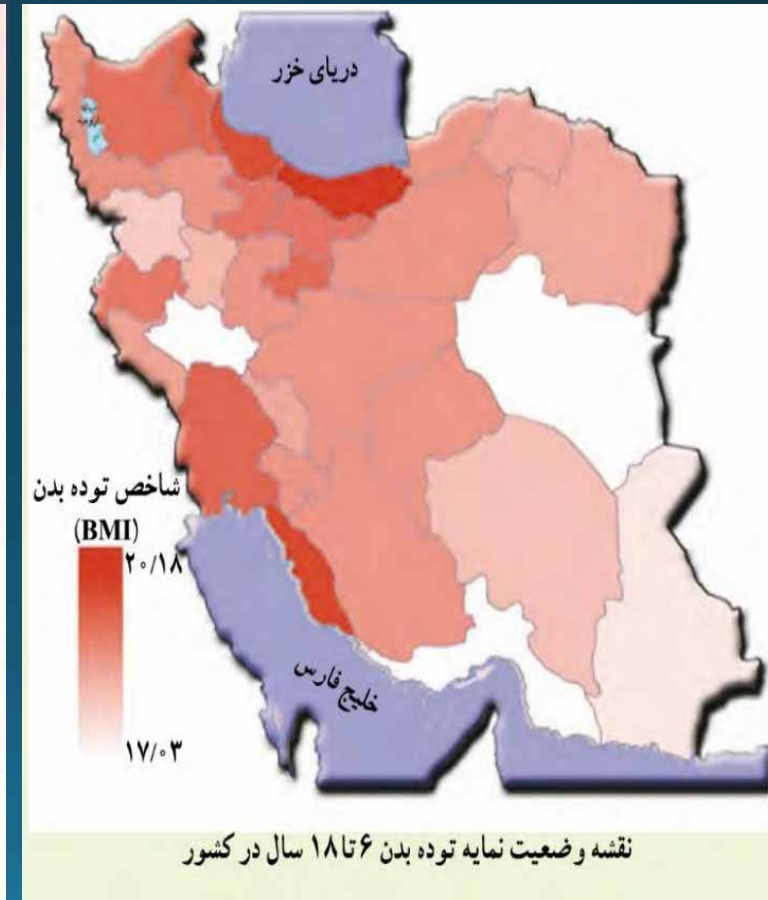 دریای خزر
شاخص توده بدن
(BMI)
۲۰/۱۸
۱۷/۰۳
خلیج فارس
نقشه وضعیت نمایه توده بدن ۶ تا ۱۸ سال در کشور